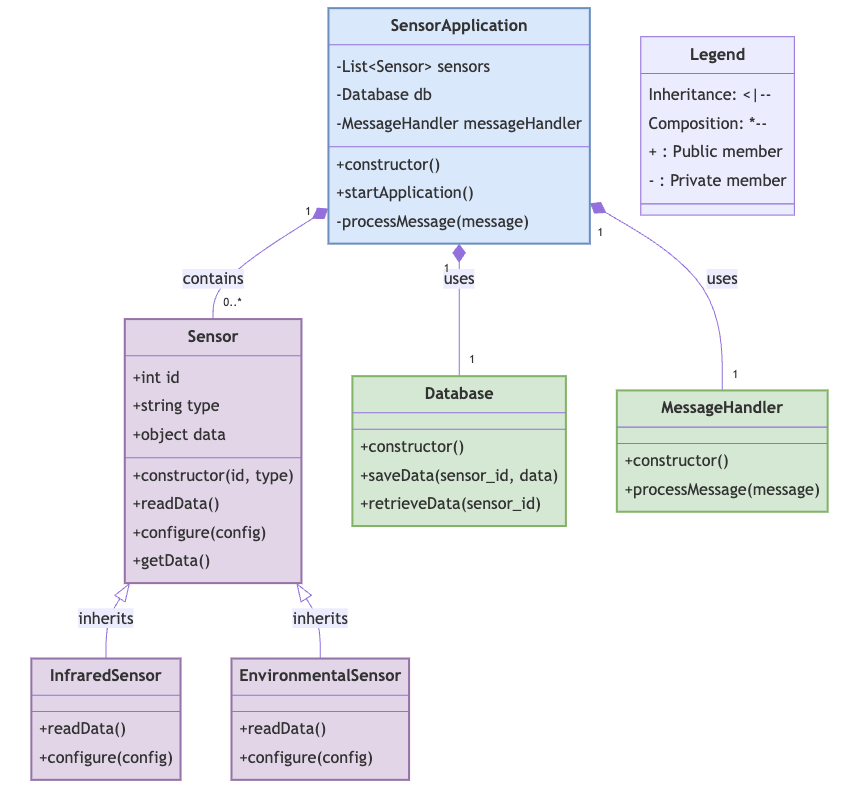 SensorApplication
-List<Sensor> sensors
-Database db
-MessageHandler messageHandler
+constructor()
+startApplication()
-processMessage(message)
Legend
Inheritance: <|--
Composition: *--
+ : Public member
- : Private member
1
contains
0..*
1
uses
1
1
uses
1
Sensor
+int id
+string type
+object data
+constructor(id, type)
+readData()
+configure(config)
+getData()
Database
+constructor()
+saveData(sensor_id, data)
+retrieveData(sensor_id)
MessageHandler
+constructor()
+processMessage(message)
inherits
inherits
InfraredSensor
+readData()
+configure(config)
EnvironmentalSensor
+readData()
+configure(config)